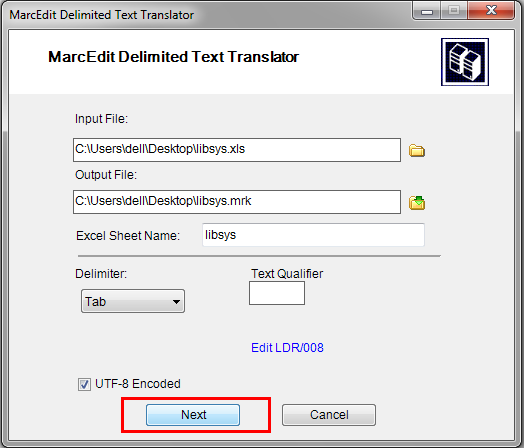 MarcEdit Delimited Text Translator
MarcEdit Delimited Text Translator
Input File:
C:\Users\dell\Desktop\libsys.xls
Output File:
C:\Users\dell\Desktop\libsys.mrk
Excel Sheet Name: libsys
Delimiter: Text Qualifier
Tab
Edit LDR/008
UTF-8 Encoded
Next Cancel